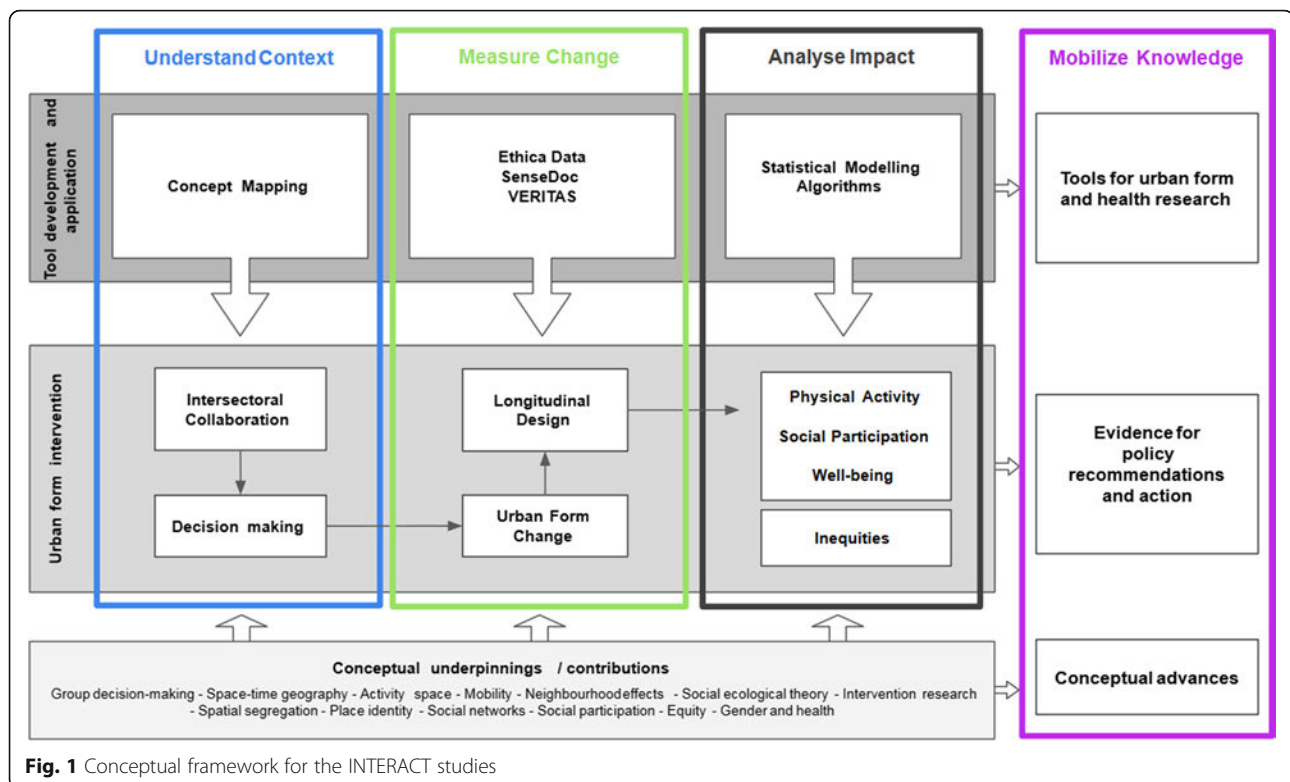 Understand Context
Measure Change
Analyse Impact
Mobilize Knowledge
Tool development and
application
Concept Mapping
Ethica Data
SenseDoc
VERITAS
Statistical Modelling
Algorithms
Tools for urban form
and health research
Urban form intervention
Intersectoral
Collaboration
Decision making
Longitudinal
Design
Urban Form
Change
Physical Activity
Social Participation
Well-being
Inequities
Evidence for
policy
recommendations
and action
Conceptual underpinnings / contributions
Group decision-making - Space-time geography - Activity space - Mobility - Neighbourhood effects - Social ecological theory - Intervention research
- Spatial segregation - Place identity - Social networks - Social participation - Equity - Gender and health
Conceptual advances
Fig. 1 Conceptual framework for the INTERACT studies